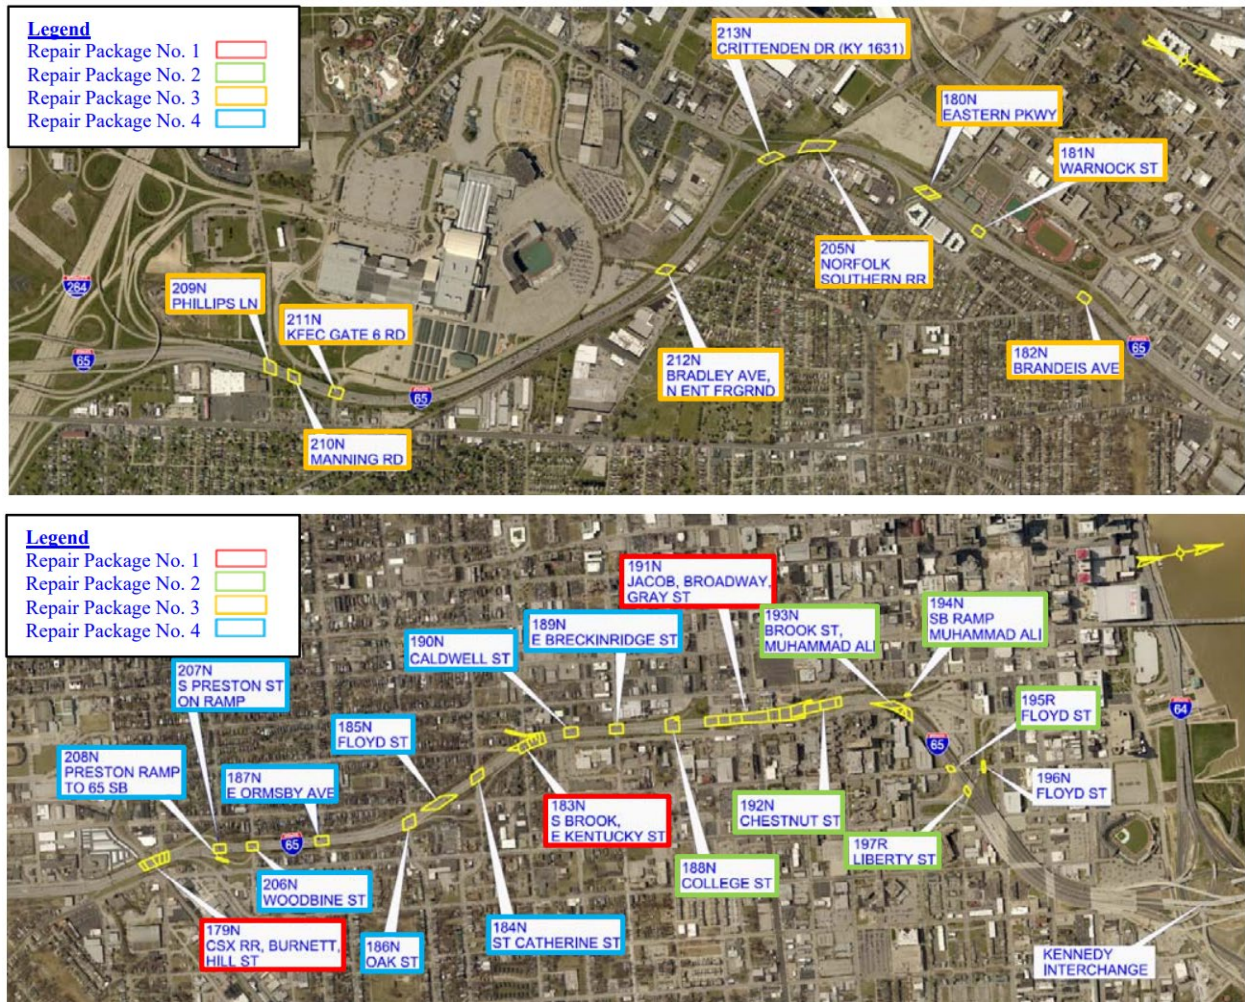 Legend
Repair Package No. 1
Repair Package No. 2
Repair Package No. 3
Repair Package No. 4
213N
CRITTENDEN DR (KY 1631)
180N
EASTERN PKWY
181N
WARNOCK ST
205N
NORFOLK
SOUTHERN RR
264
209N
PHILLIPS LN
211N
KFEC GATE 6 RD
65
65
65
212N
BRADLEY AVE,
N ENT FRGRND
182N
BRANDEIS AVE
210N
MANNING RD
Legend
Repair Package No. 1
Repair Package No. 2
Repair Package No. 3
Repair Package No. 4
191N
JACOB, BROADWAY,
GRAY ST
193N
BROOK ST,
MUHAMMAD ALI
194N
SB RAMP
MUHAMMAD ALI
189N
E BRECKINRIDGE ST
190N
CALDWELL ST
207N
S PRESTON ST
ON RAMP
195R
FLOYD ST
64
185N
FLOYD ST
208N
PRESTON RAMP
TO 65 SB
187N
E ORMSBY AVE
65
196N
FLOYD ST
183N
S BROOK,
E KENTUCKY ST
192N
CHESTNUT ST
197R
LIBERTY ST
65
188N
COLLEGE ST
206N
WOODBINE ST
179N
CSX RR, BURNETT,
HILL ST
186N
OAK ST
184N
ST CATHERINE ST
KENNEDY
INTERCHANGE